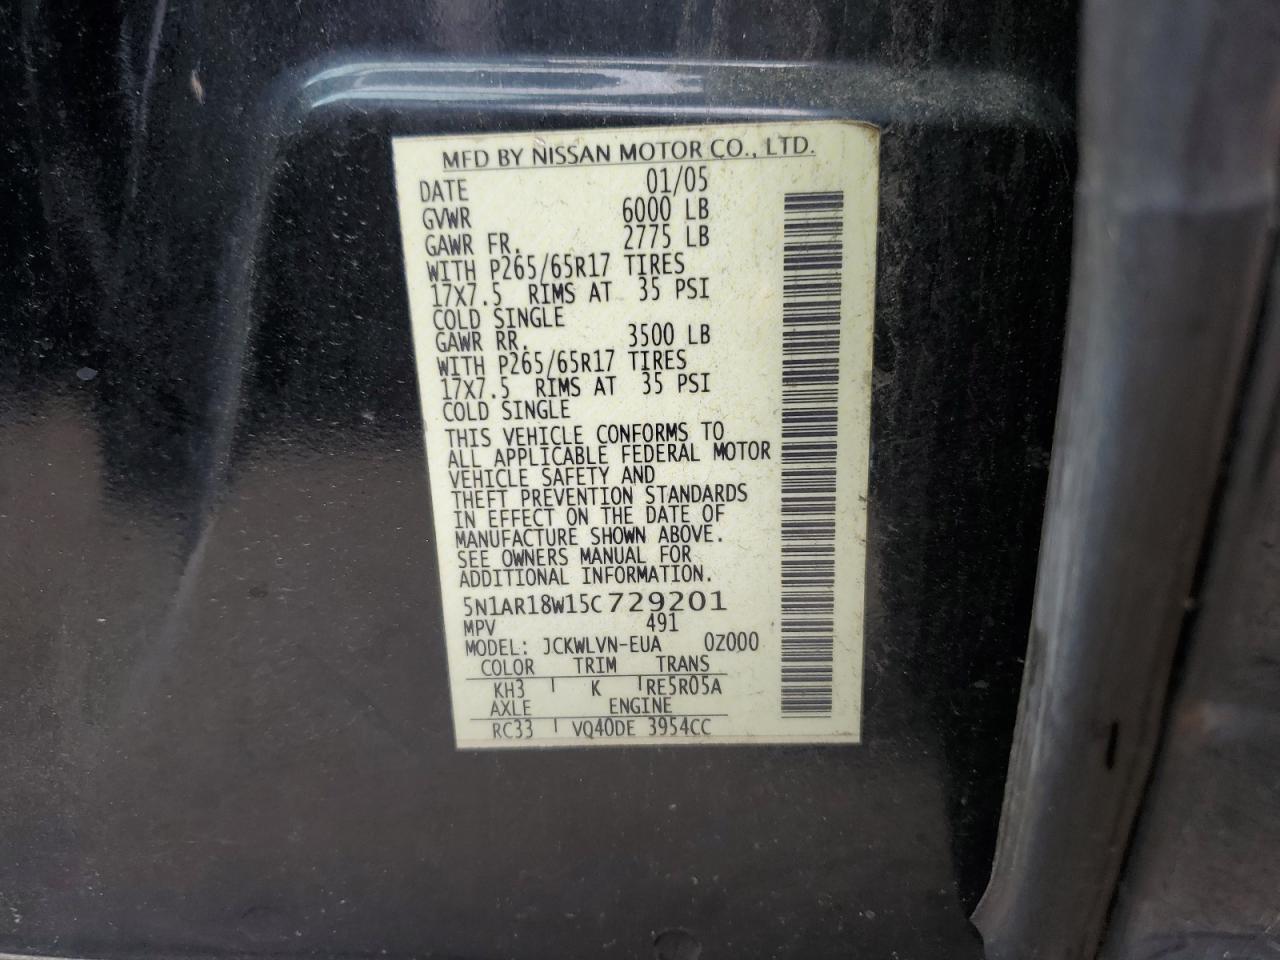 MFD BY NISSAN MOTOR CO., LTD.
DATE 01/05
GVWR 6000 LB
GAWR FR. 2775 LB
WITH P265/65R17 TIRES
17X7.5 RIMS AT 35 PSI
COLD SINGLE
GAWR RR. 3500 LB
WITH P265/65R17 TIRES
17X7.5 RIMS AT 35 PSI
COLD SINGLE
THIS VEHICLE CONFORMS TO
ALL APPLICABLE FEDERAL MOTOR
VEHICLE SAFETY AND
THEFT PREVENTION STANDARDS
IN EFFECT ON THE DATE OF
MANUFACTURE SHOWN ABOVE.
SEE OWNERS MANUAL FOR
ADDITIONAL INFORMATION.
5N1AR18W15C729201
MPV 491
MODEL: JCKWLVN-EUA 0Z000
COLOR TRIM TRANS
KH3 K RE5R05A
AXLE ENGINE
RC33 VQ40DE 3954CC